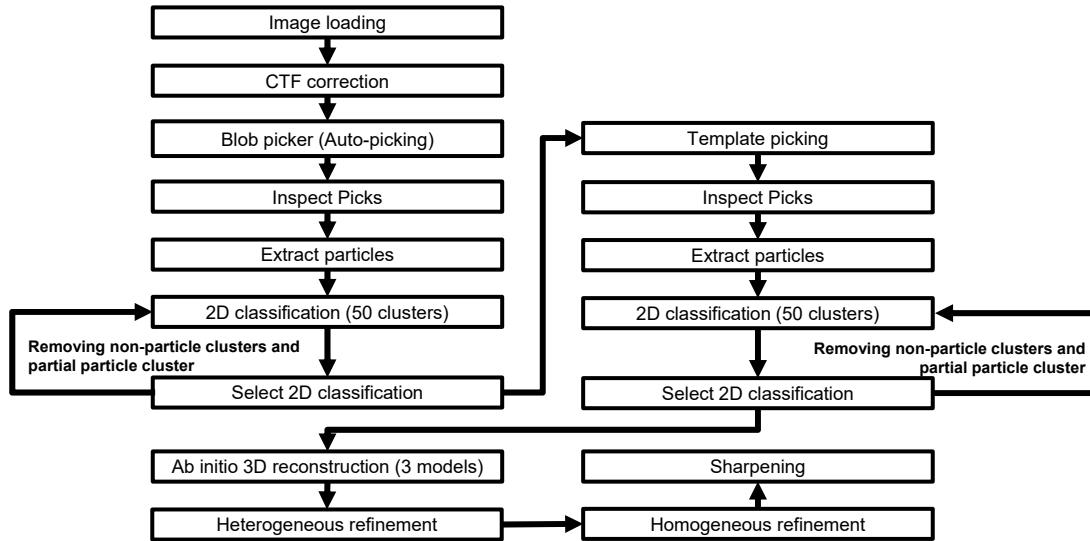 Image loading
CTF correction
Blob picker (Auto-picking)
Inspect Picks
Extract particles
2D classification (50 clusters)
Removing non-particle clusters and
partial particle cluster
Select 2D classification
Template picking
Inspect Picks
Extract particles
2D classification (50 clusters)
Removing non-particle clusters and
partial particle cluster
Select 2D classification
Ab initio 3D reconstruction (3 models)
Heterogeneous refinement
Homogeneous refinement
Sharpening